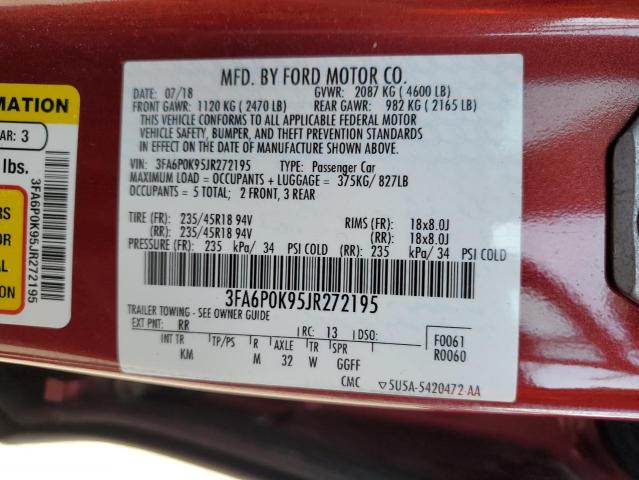 MFD. BY FORD MOTOR CO.
DATE: 07/18 GVWR: 2087 KG ( 4600 LB)
FRONT GAWR: 1120 KG ( 2470 LB) REAR GAWR: 982 KG ( 2165 LB)
THIS VEHICLE CONFORMS TO ALL APPLICABLE FEDERAL MOTOR
VEHICLE SAFETY, BUMPER, AND THEFT PREVENTION STANDARDS
IN EFFECT ON THE DATE OF MANUFACTURE SHOWN ABOVE.
VIN: 3FA6P0K95JR272195 TYPE: Passenger Car
MAXIMUM LOAD = OCCUPANTS + LUGGAGE = 375KG/ 827LB
OCCUPANTS = 5 TOTAL; 2 FRONT, 3 REAR
TIRE (FR): 235/45R18 94V RIMS (FR): 18x8.0J
(RR): 235/45R18 94V (RR): 18x8.0J
PRESSURE (FR): 235 kPa/ 34 PSI COLD (RR): 235 kPa/ 34 PSI COLD
3FA6P0K95JR272195
TRAILER TOWING - SEE OWNER GUIDE
EXT PNT: RR RC: 13 DSO: F0061
INT TR TP/PS R AXLE TR SPR R0060
KM M 32 W GGFF
CMC ▽5U5A-5420472-AA
MATION
AR: 3
lbs.
RS
R
3FA6P0K95JR272195